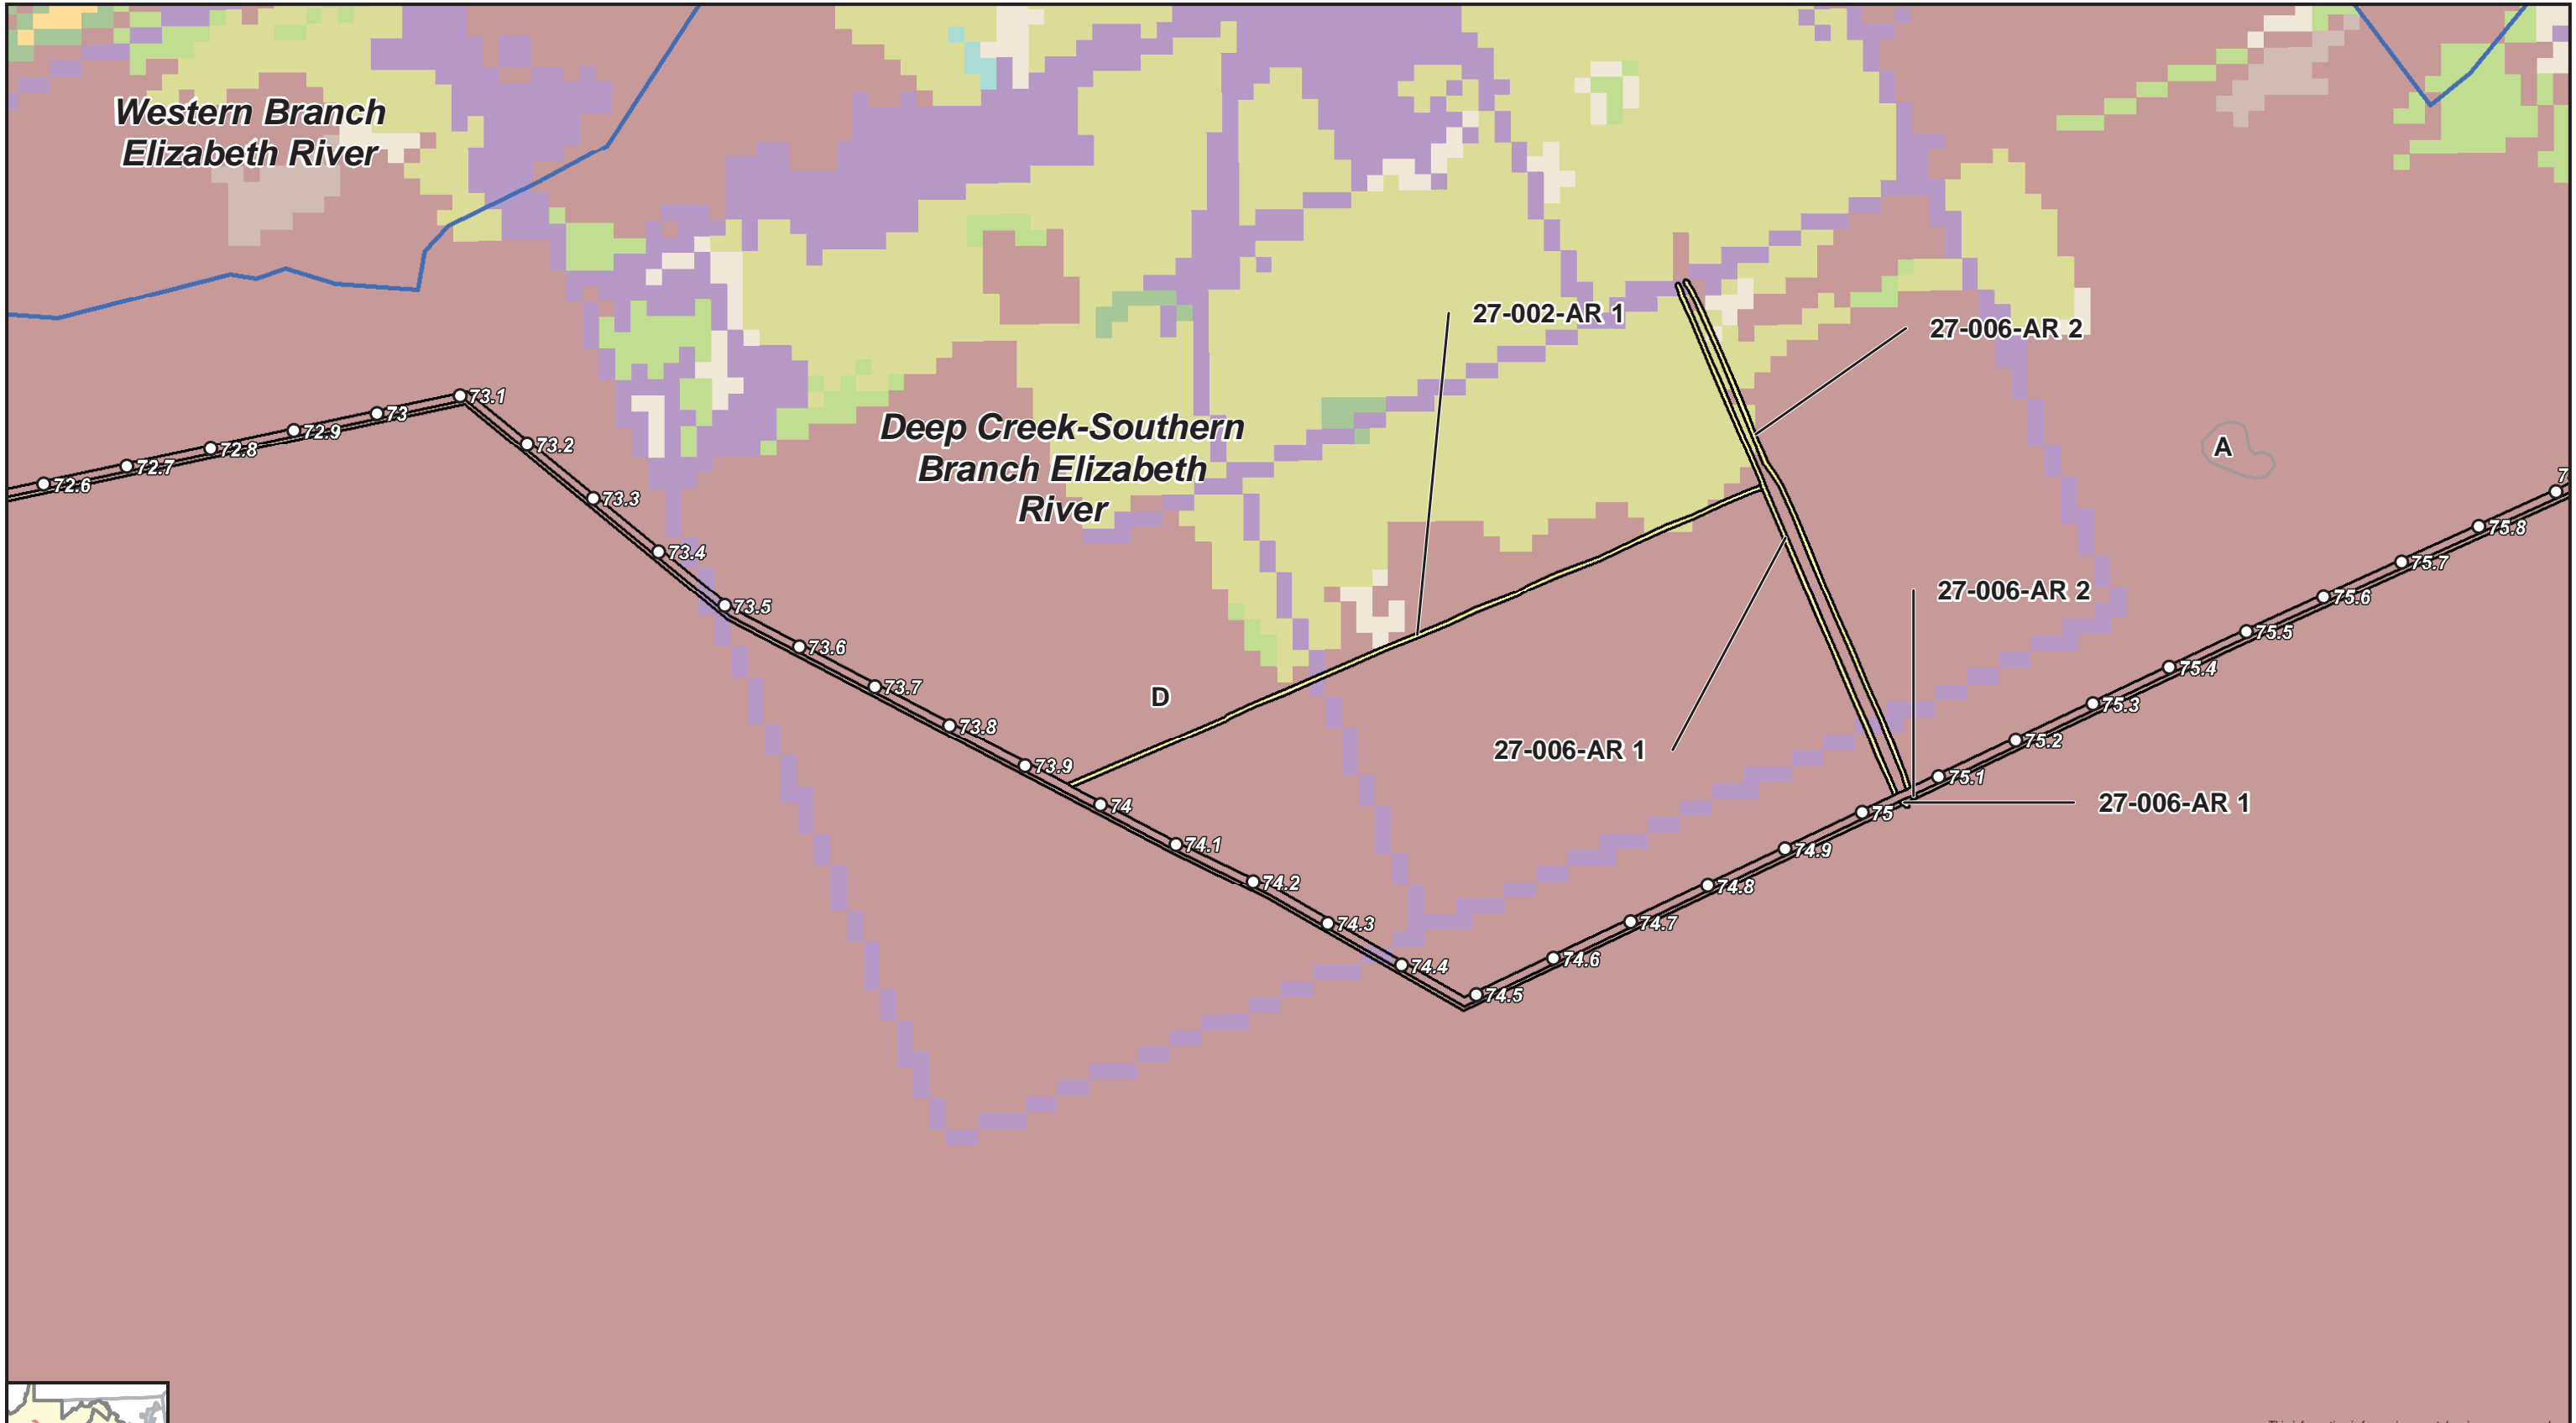 Western Branch
Elizabeth River
27-002-AR 1
27-006-AR 2
73.1
73
72.9
72.8
72.7
72.6
73.2
73.3
73.4
73.5
73.6
73.7
73.8
73.9
74
74.1
74.2
74.3
74.4
74.5
74.6
74.7
74.8
74.9
75
75.1
75.2
75.3
75.4
75.5
75.6
75.7
75.8
Deep Creek-Southern
Branch Elizabeth
River
A
27-006-AR 2
D
27-006-AR 1
27-006-AR 1